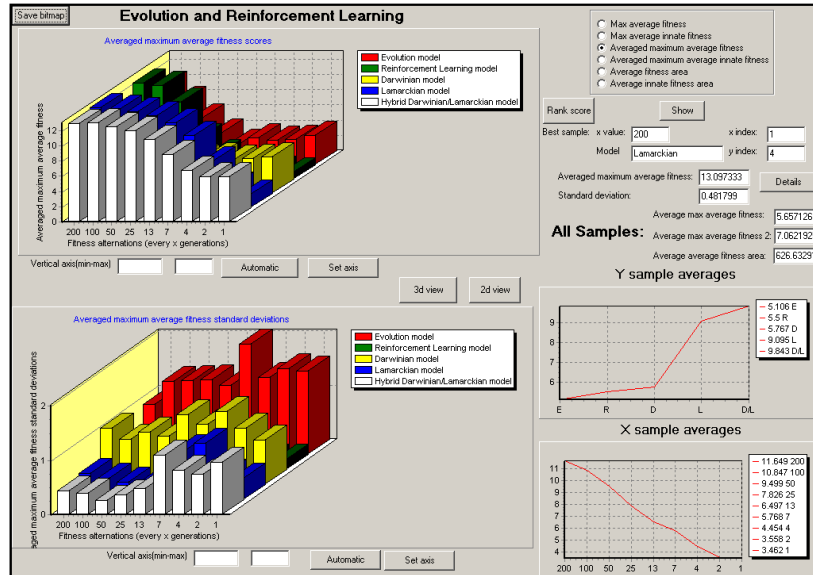 Save bitmap
Evolution and Reinforcement Learning
Averaged maximum average fitness scores
Averaged maximum average fitness
12
10
8
6
4
2
0
200 100 50 25 13 7 4 2 1
Fitness alternations (every x generations)
Evolution model
Reinforcement Learning model
Darwinian model
Lamarckian model
Hybrid Darwinian/Lamarckian model
Vertical axis(min-max)
Automatic
Set axis
3d view
2d view
Averaged maximum average fitness standard deviations
aged maximum average fitness standard deviations
2
1
0
200 100 50 25 13 7 4 2 1
Fitness alternations (every x generations)
Evolution model
Reinforcement Learning model
Darwinian model
Lamarckian model
Hybrid Darwinian/Lamarckian model
Vertical axis(min-max)
Automatic
Set axis
Max average fitness
Max average innate fitness
Averaged maximum average fitness
Averaged maximum average innate fitness
Average fitness area
Average innate fitness area
Rank score
Show
Best sample: x value: 200 x index: 1
Model Lamarckian y index: 4
Averaged maximum average fitness: 13.097333
Standard deviation: 0.481799
Details
All Samples:
Average max average fitness: 5.657126
Average max average fitness 2: 7.062192
Average average fitness area: 626.6329
Y sample averages
9
8
7
6
E R D L D/L
5.106 E
5.5 R
5.767 D
9.095 L
9.843 D/L
X sample averages
11
10
9
8
7
6
5
4
200 100 50 25 13 7 4 2 1
11.649 200
10.847 100
9.499 50
7.826 25
6.497 13
5.768 7
4.454 4
3.558 2
3.462 1